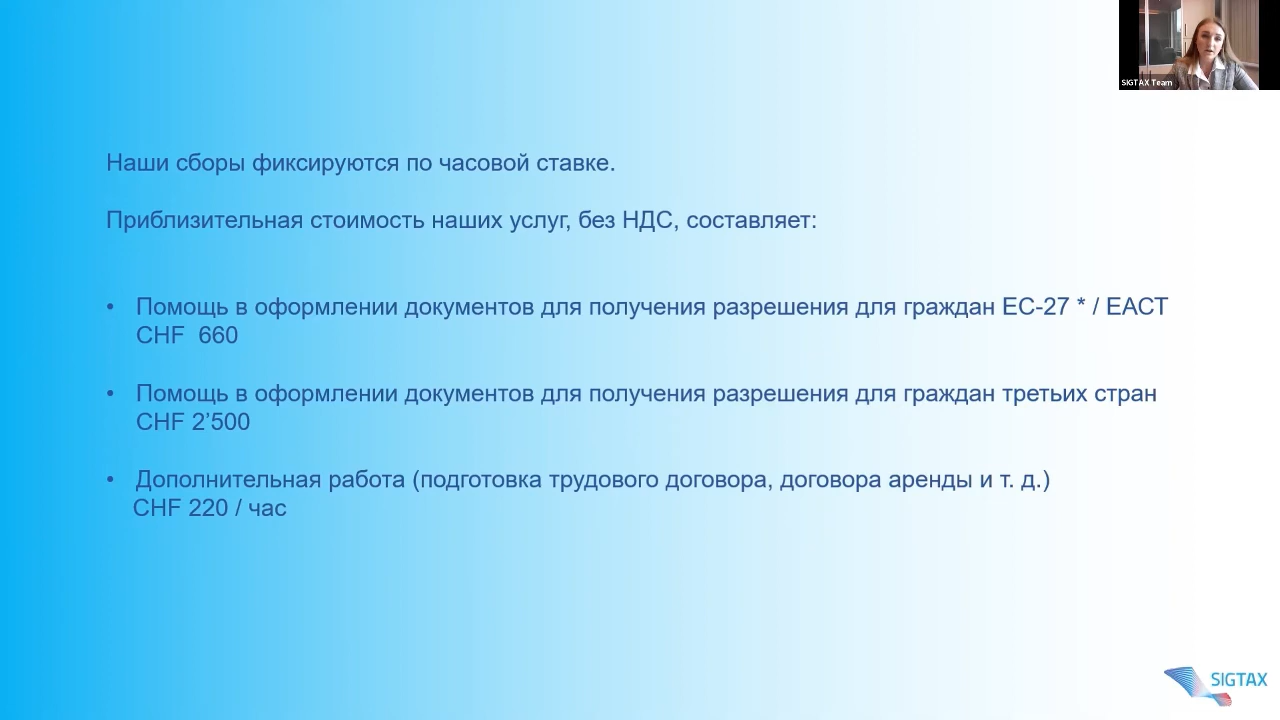 SIGTAX Team
Наши сборы фиксируются по часовой ставке.
Приблизительная стоимость наших услуг, без НДС, составляет:
• Помощь в оформлении документов для получения разрешения для граждан ЕС-27 * / ЕАСТ
CHF  660
• Помощь в оформлении документов для получения разрешения для граждан третьих стран
CHF 2’500
• Дополнительная работа (подготовка трудового договора, договора аренды и т. д.)
CHF 220 / час
SIGTAX